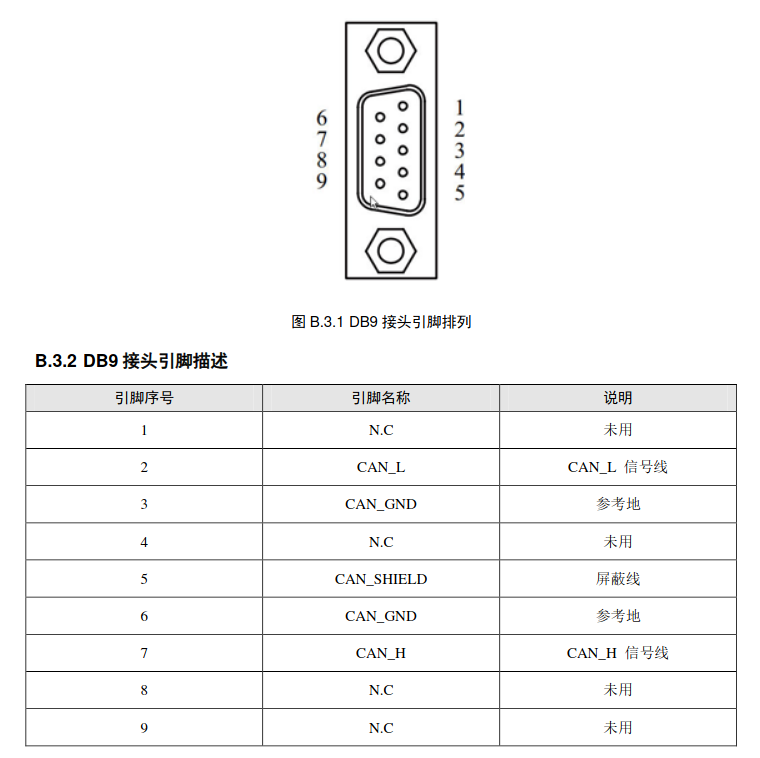 6
7
8
9
1
2
3
4
5
图 B.3.1 DB9 接头引脚排列
B.3.2 DB9 接头引脚描述
引脚序号 引脚名称 说明
1 N.C 未用
2 CAN_L CAN_L 信号线
3 CAN_GND 参考地
4 N.C 未用
5 CAN_SHIELD 屏蔽线
6 CAN_GND 参考地
7 CAN_H CAN_H 信号线
8 N.C 未用
9 N.C 未用